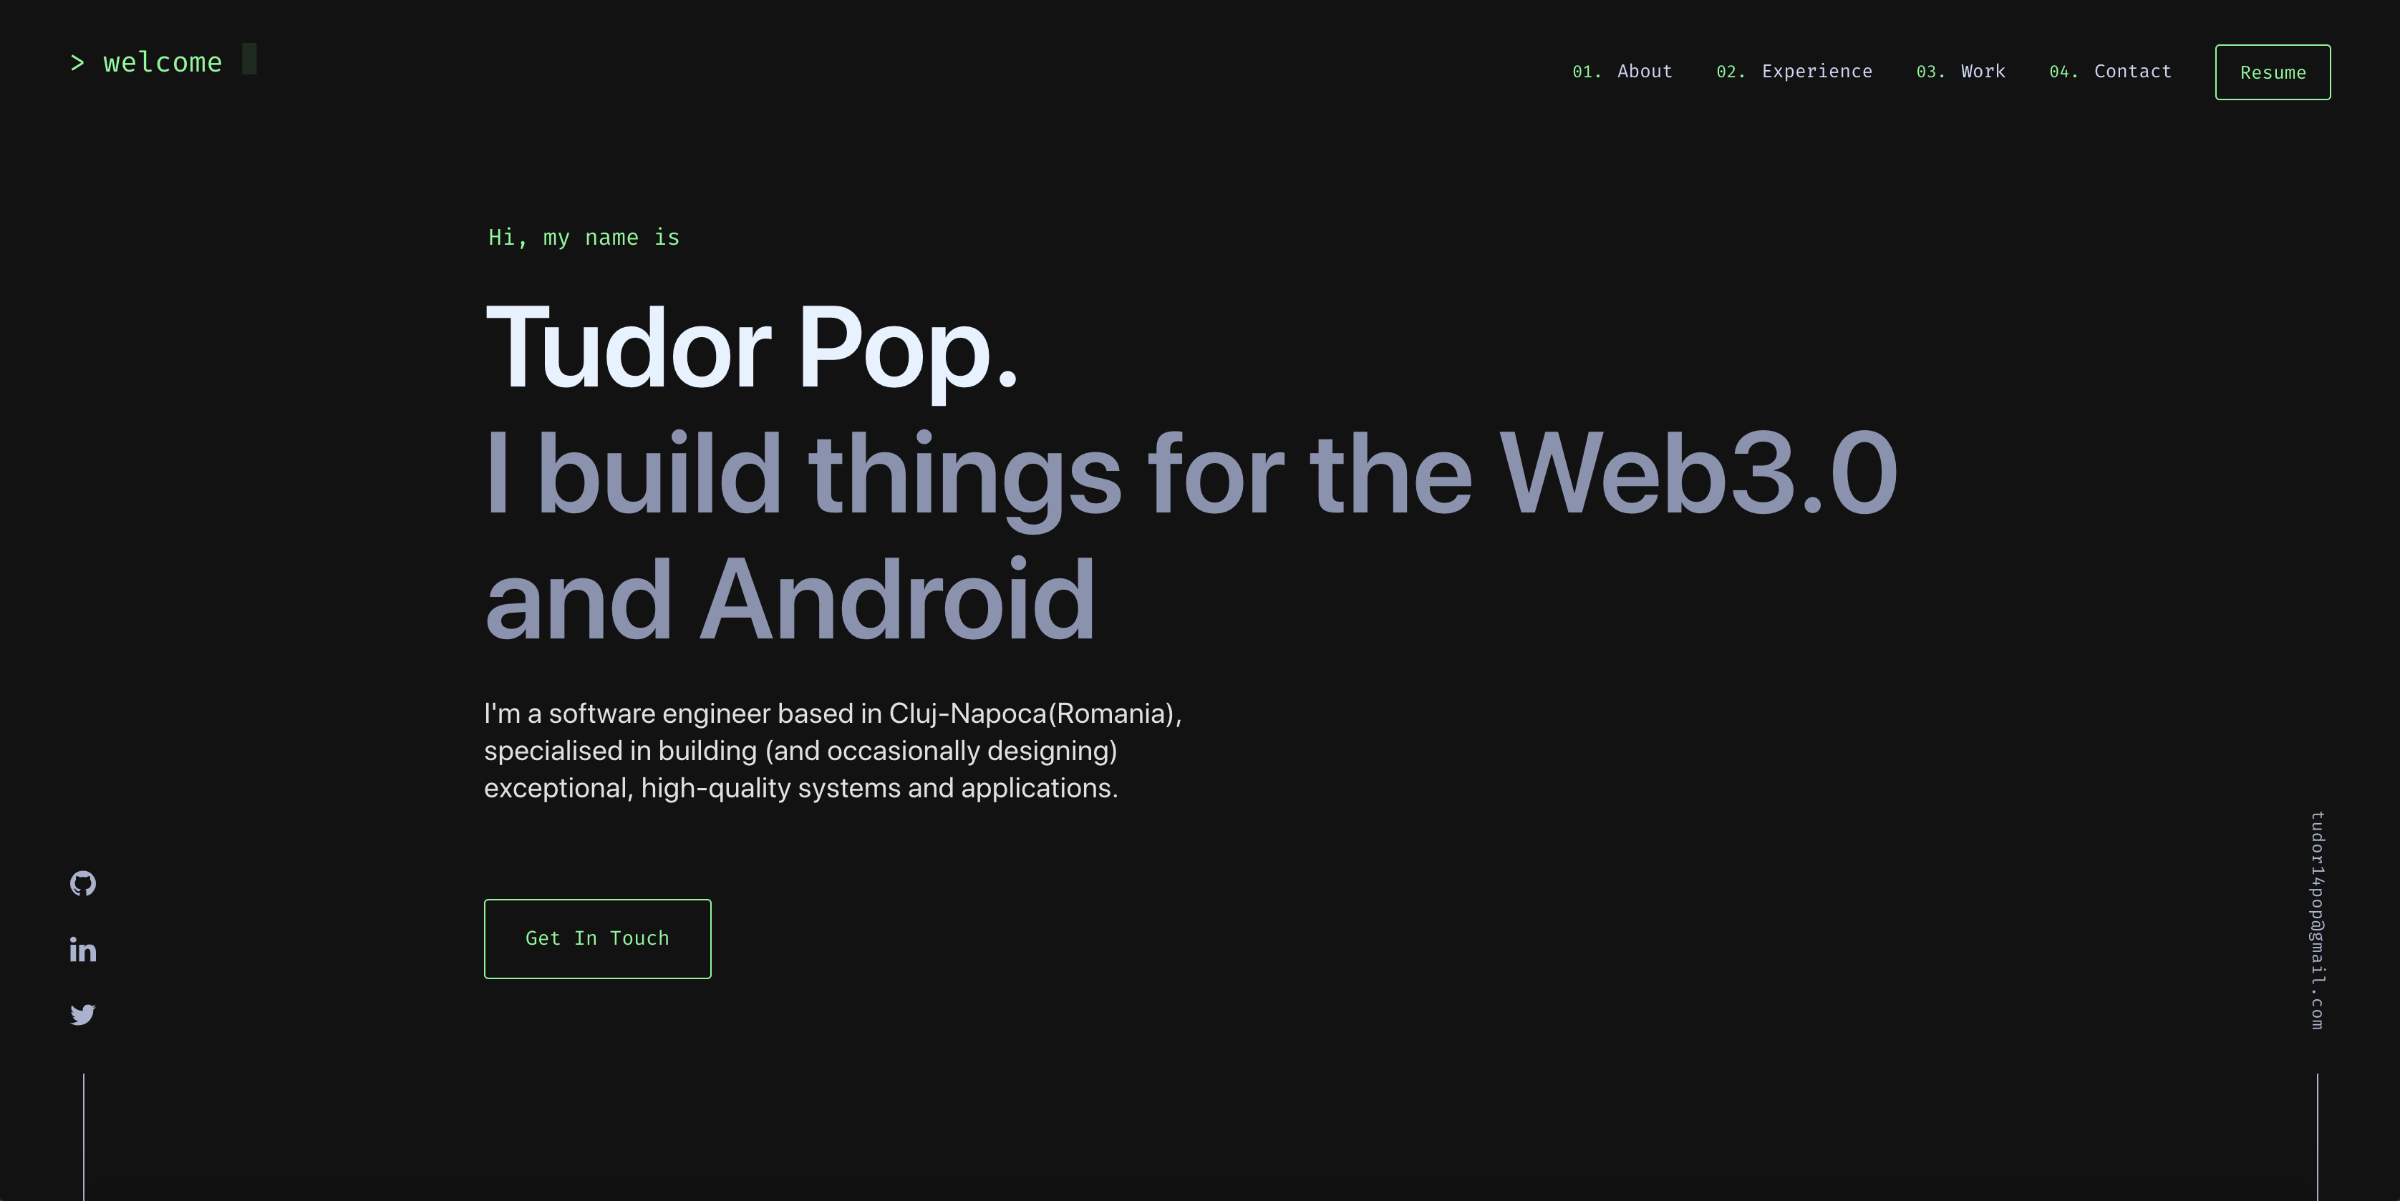 > welcome
01. About 02. Experience 03. Work 04. Contact Resume
Hi, my name is
Tudor Pop.
I build things for the Web3.0
and Android
I'm a software engineer based in Cluj-Napoca(Romania),
specialised in building (and occasionally designing)
exceptional, high-quality systems and applications.
Get In Touch
in
tudor14pop@gmail.com